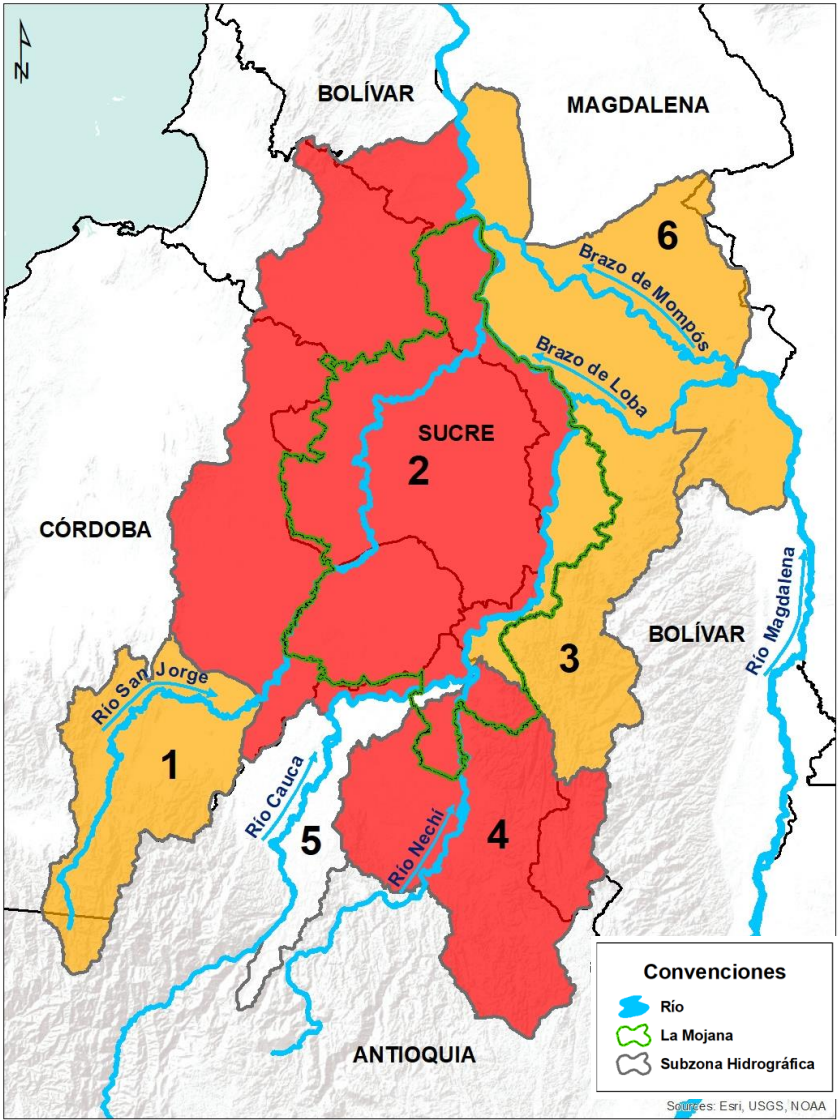 N
BOLÍVAR
MAGDALENA
6
Brazo de Mompós
Brazo de Loba
SUCRE
2
CÓRDOBA
Río Magdalena
BOLÍVAR
3
Río San Jorge
1
Río Cauca
5
Río Nechí
4
ANTIOQUIA
Convenciones
Río
La Mojana
Subzona Hidrográfica
Sources: Esri, USGS, NOAA